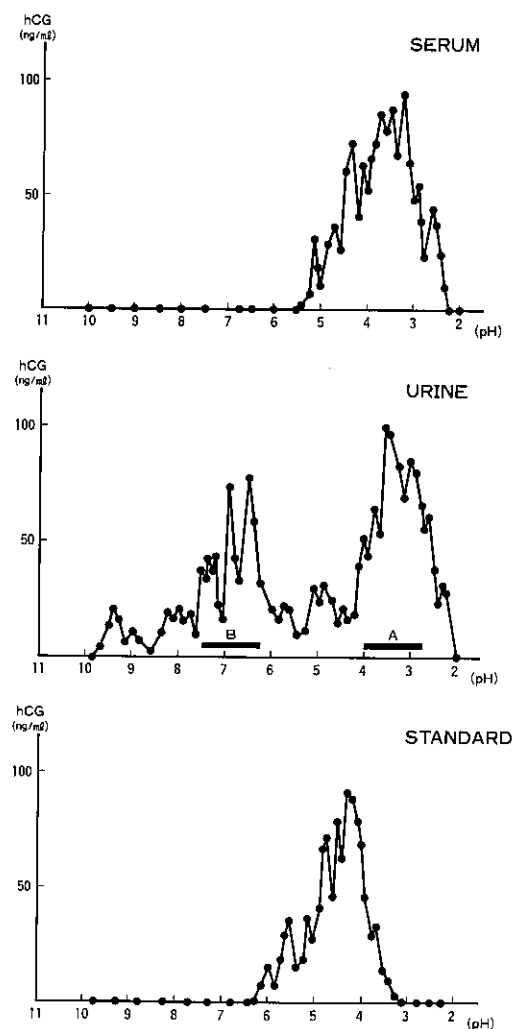 hCG
(ng/mℓ)
SERUM
100
50
11 10 9 8 7 6 5 4 3 2 (pH)
hCG
(ng/mℓ)
URINE
100
50
B A
11 10 9 8 7 6 5 4 3 2 (pH)
hCG
(ng/mℓ)
STANDARD
100
50
11 10 9 8 7 6 5 4 3 2 (pH)